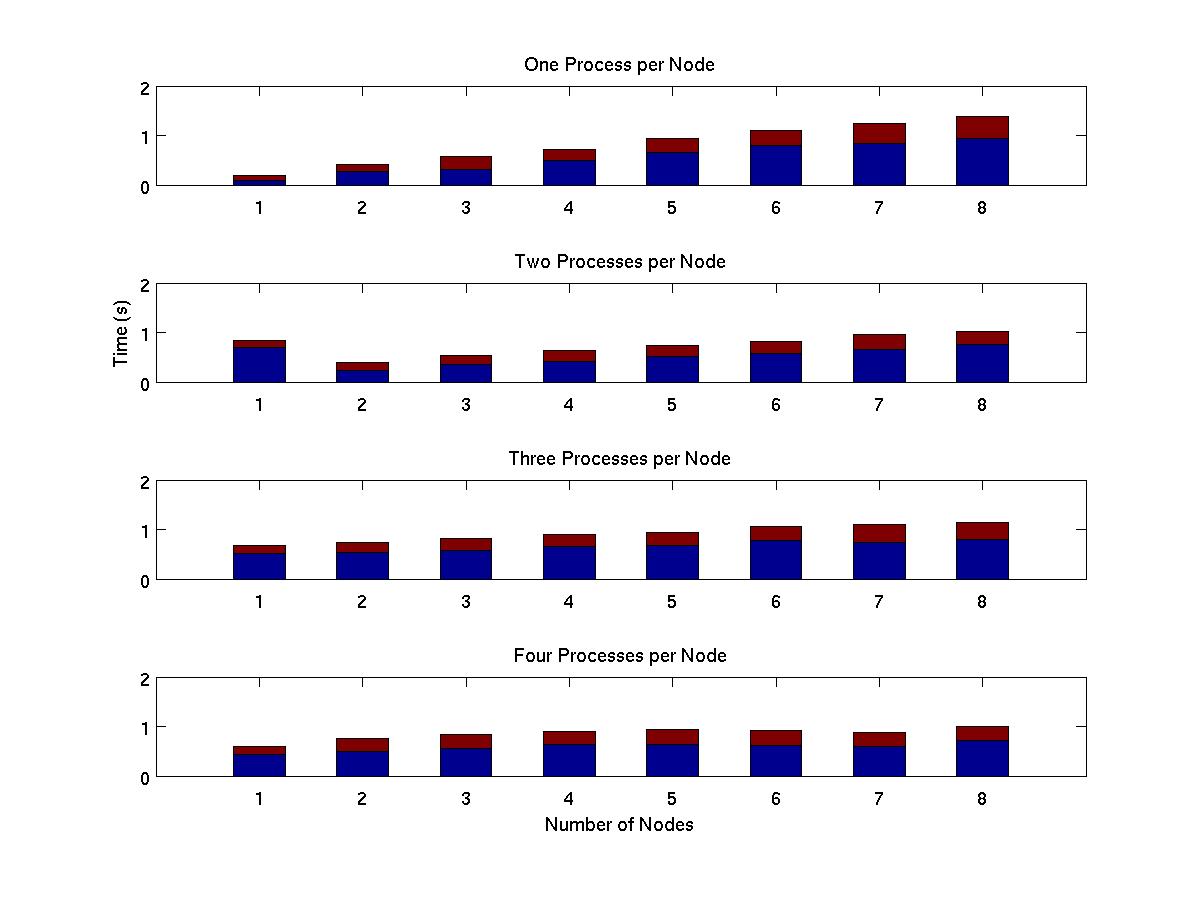 One Process per Node
2
1
0
1 2 3 4 5 6 7 8
Two Processes per Node
Time (s)
2
1
0
1 2 3 4 5 6 7 8
Three Processes per Node
2
1
0
1 2 3 4 5 6 7 8
Four Processes per Node
2
1
0
1 2 3 4 5 6 7 8
Number of Nodes